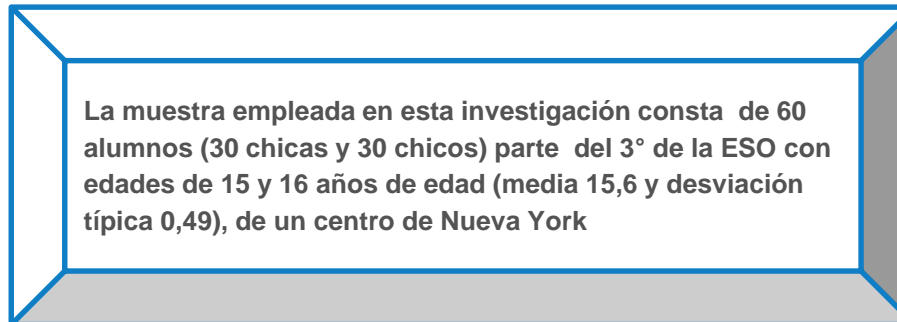 La muestra empleada en esta investigación consta  de 60
alumnos (30 chicas y 30 chicos) parte  del 3° de la ESO con
edades de 15 y 16 años de edad (media 15,6 y desviación
típica 0,49), de un centro de Nueva York